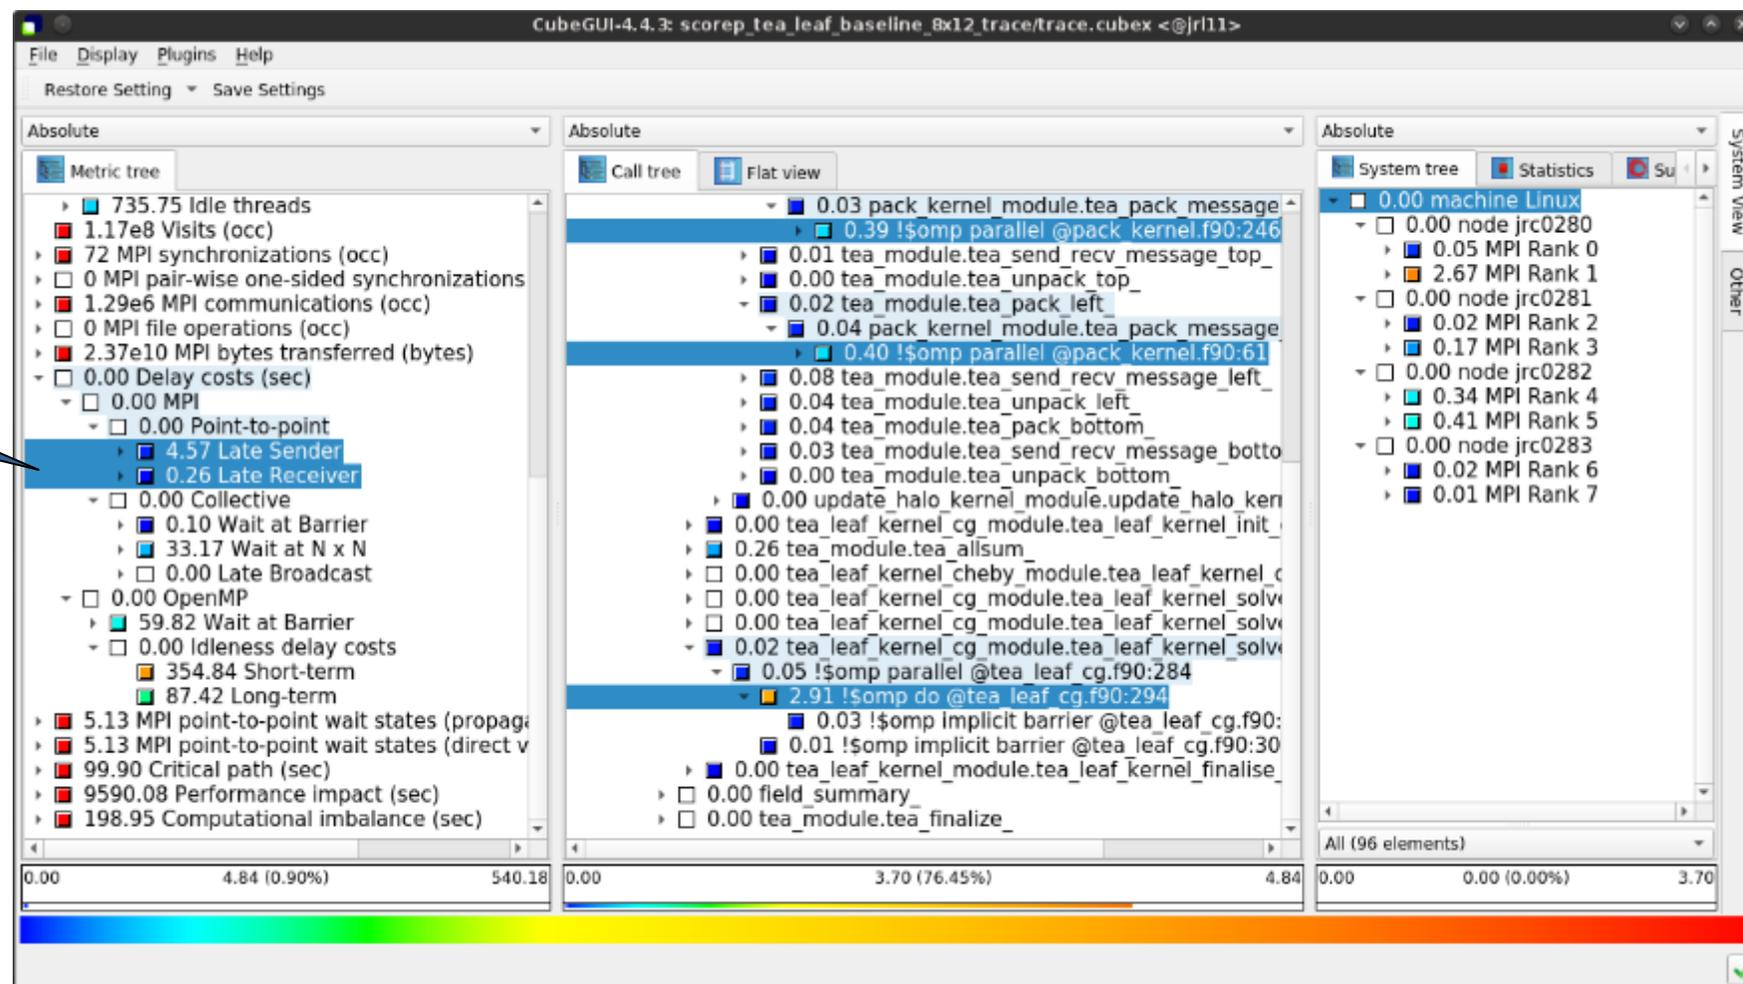 CubeGUI-4.4.3: scorep_tea_leaf_baseline_8x12_trace/trace.cubex <@jrl11>
File Display Plugins Help
Restore Setting Save Settings
Absolute
Metric tree
735.75 Idle threads
1.17e8 Visits (occ)
72 MPI synchronizations (occ)
0 MPI pair-wise one-sided synchronizations
1.29e6 MPI communications (occ)
0 MPI file operations (occ)
2.37e10 MPI bytes transferred (bytes)
0.00 Delay costs (sec)
0.00 MPI
0.00 Point-to-point
4.57 Late Sender
0.26 Late Receiver
0.00 Collective
0.10 Wait at Barrier
33.17 Wait at N x N
0.00 Late Broadcast
0.00 OpenMP
59.82 Wait at Barrier
0.00 Idleness delay costs
354.84 Short-term
87.42 Long-term
5.13 MPI point-to-point wait states (propaga
5.13 MPI point-to-point wait states (direct v
99.90 Critical path (sec)
9590.08 Performance impact (sec)
198.95 Computational imbalance (sec)
0.00 4.84 (0.90%) 540.18
Absolute
Call tree Flat view
0.03 pack_kernel_module.tea_pack_message
0.39 !$omp parallel @pack_kernel.f90:246
0.01 tea_module.tea_send_recv_message_top_
0.00 tea_module.tea_unpack_top_
0.02 tea_module.tea_pack_left_
0.04 pack_kernel_module.tea_pack_message
0.40 !$omp parallel @pack_kernel.f90:61
0.08 tea_module.tea_send_recv_message_left_
0.04 tea_module.tea_unpack_left_
0.04 tea_module.tea_pack_bottom_
0.03 tea_module.tea_send_recv_message_botto
0.00 tea_module.tea_unpack_bottom_
0.00 update_halo_kernel_module.update_halo_kern
0.00 tea_leaf_kernel_cg_module.tea_leaf_kernel_init_
0.26 tea_module.tea_allsum_
0.00 tea_leaf_kernel_cheby_module.tea_leaf_kernel_c
0.00 tea_leaf_kernel_cg_module.tea_leaf_kernel_solve
0.00 tea_leaf_kernel_cg_module.tea_leaf_kernel_solve
0.02 tea_leaf_kernel_cg_module.tea_leaf_kernel_solve
0.05 !$omp parallel @tea_leaf_cg.f90:284
2.91 !$omp do @tea_leaf_cg.f90:294
0.03 !$omp implicit barrier @tea_leaf_cg.f90:
0.01 !$omp implicit barrier @tea_leaf_cg.f90:30
0.00 tea_leaf_kernel_module.tea_leaf_kernel_finalise_
0.00 field_summary_
0.00 tea_module.tea_finalize_
0.00 3.70 (76.45%) 4.84
Absolute
System tree Statistics Su
0.00 machine Linux
0.00 node jrc0280
0.05 MPI Rank 0
2.67 MPI Rank 1
0.00 node jrc0281
0.02 MPI Rank 2
0.17 MPI Rank 3
0.00 node jrc0282
0.34 MPI Rank 4
0.41 MPI Rank 5
0.00 node jrc0283
0.02 MPI Rank 6
0.01 MPI Rank 7
All (96 elements)
0.00 0.00 (0.00%) 3.70
System View
Other